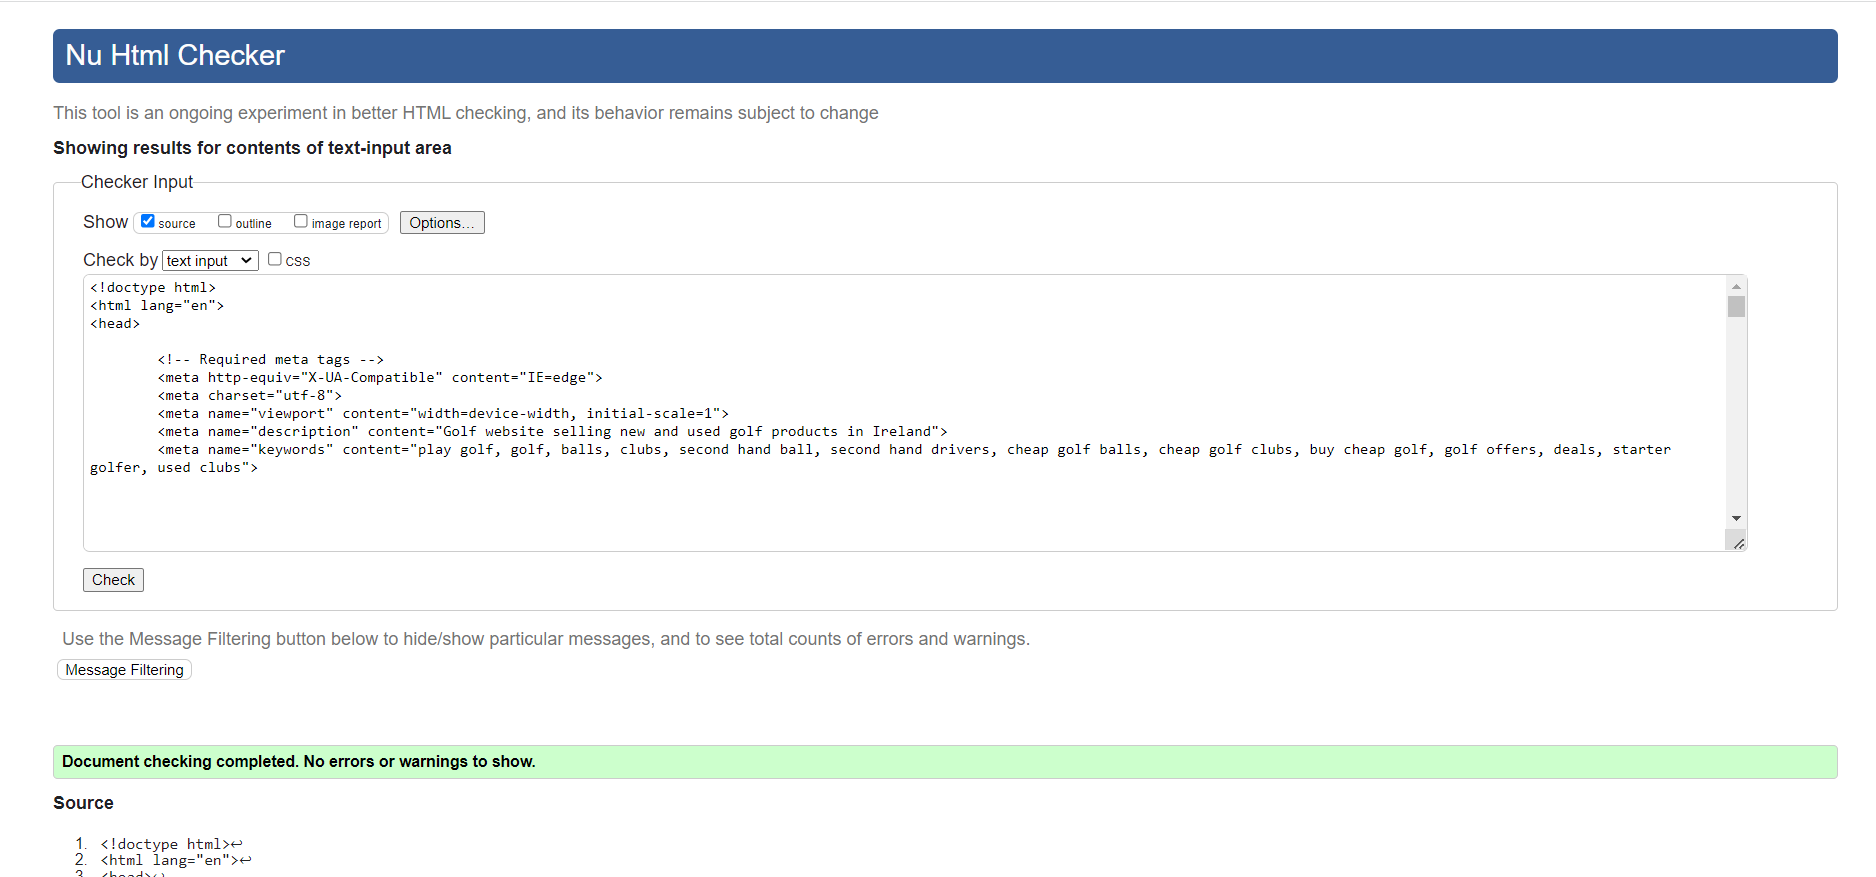 Nu Html Checker
This tool is an ongoing experiment in better HTML checking, and its behavior remains subject to change
Showing results for contents of text-input area
Checker Input
Show source outline image report Options...
Check by text input css
<!doctype html>
<html lang="en">
<head>
<!-- Required meta tags -->
<meta http-equiv="X-UA-Compatible" content="IE=edge">
<meta charset="utf-8">
<meta name="viewport" content="width=device-width, initial-scale=1">
<meta name="description" content="Golf website selling new and used golf products in Ireland">
<meta name="keywords" content="play golf, golf, balls, clubs, second hand ball, second hand drivers, cheap golf balls, cheap golf clubs, buy cheap golf, golf offers, deals, starter
golfer, used clubs">
Check
Use the Message Filtering button below to hide/show particular messages, and to see total counts of errors and warnings.
Message Filtering
Document checking completed. No errors or warnings to show.
Source
1. <!doctype html>↩
2. <html lang="en">↩
3. <head>↩